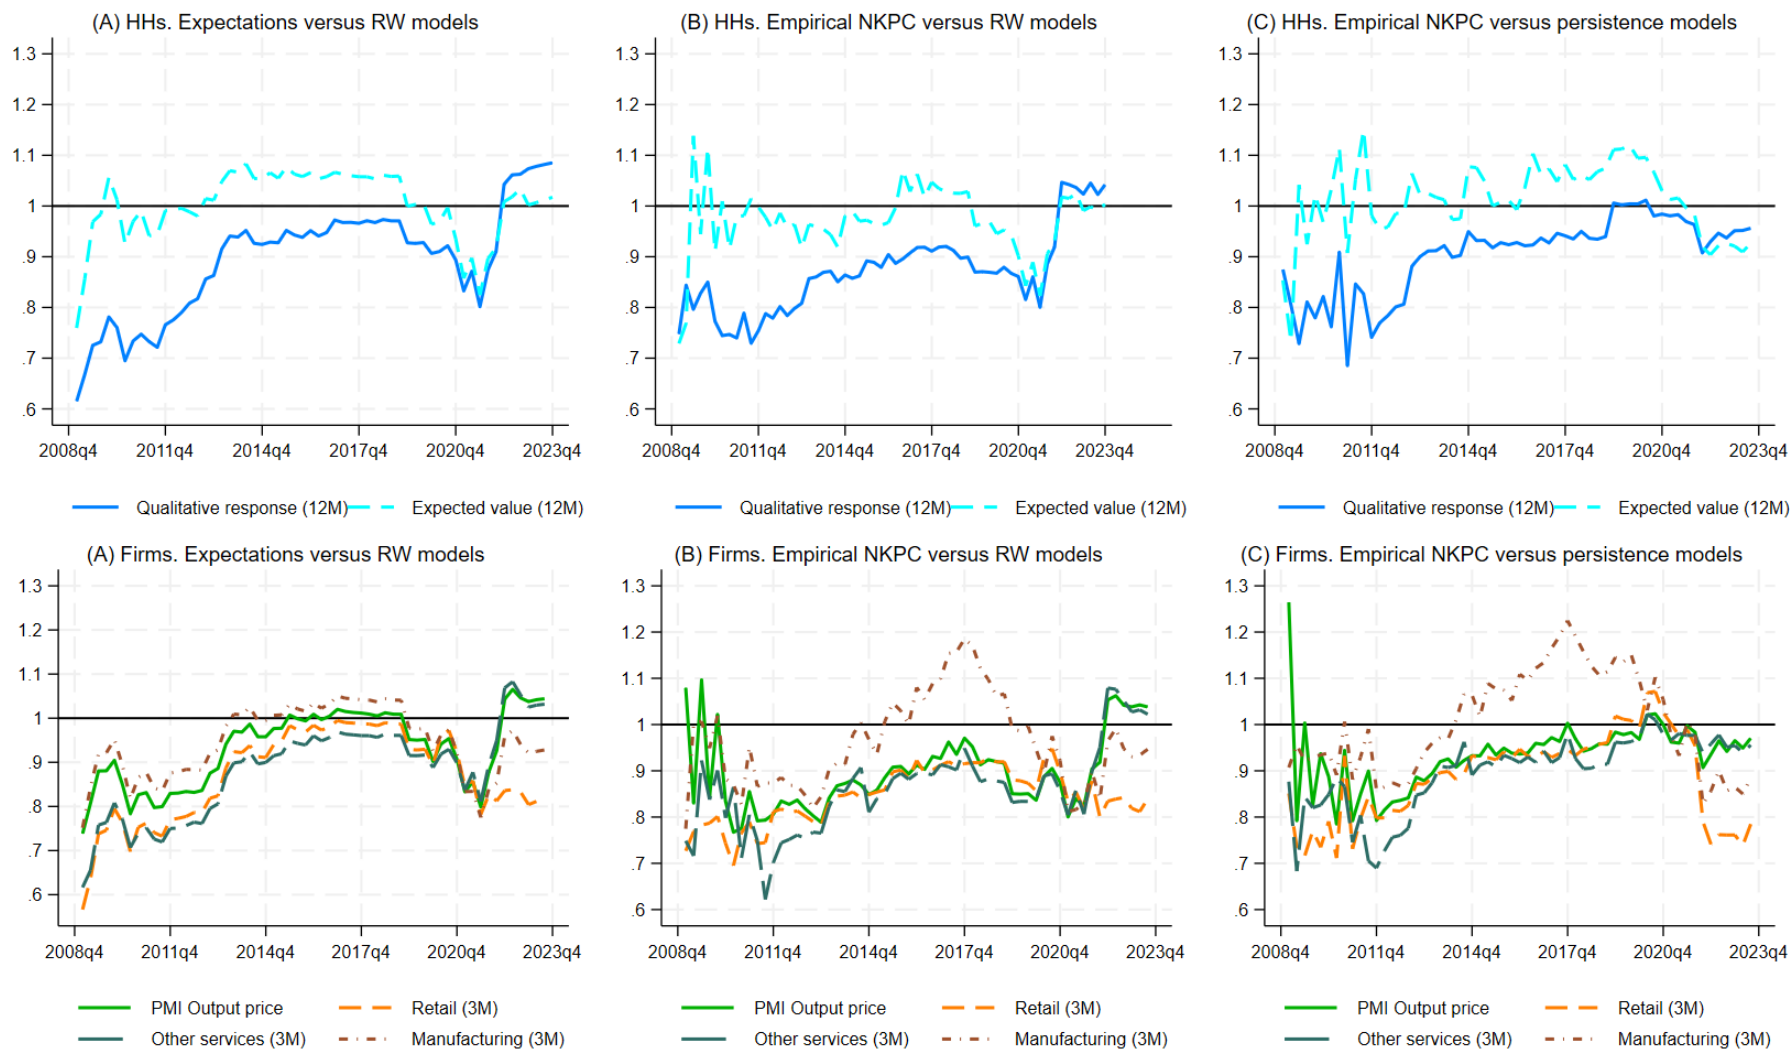 (A) HHs. Expectations versus RW models
1.3
1.2
1.1
1
.9
.8
.7
.6
2008q4 2011q4 2014q4 2017q4 2020q4 2023q4
Qualitative response (12M) Expected value (12M)
(B) HHs. Empirical NKPC versus RW models
1.3
1.2
1.1
1
.9
.8
.7
.6
2008q4 2011q4 2014q4 2017q4 2020q4 2023q4
Qualitative response (12M) Expected value (12M)
(C) HHs. Empirical NKPC versus persistence models
1.3
1.2
1.1
1
.9
.8
.7
.6
2008q4 2011q4 2014q4 2017q4 2020q4 2023q4
Qualitative response (12M) Expected value (12M)
(A) Firms. Expectations versus RW models
1.3
1.2
1.1
1
.9
.8
.7
.6
2008q4 2011q4 2014q4 2017q4 2020q4 2023q4
PMI Output price Retail (3M)
Other services (3M) Manufacturing (3M)
(B) Firms. Empirical NKPC versus RW models
1.3
1.2
1.1
1
.9
.8
.7
.6
2008q4 2011q4 2014q4 2017q4 2020q4 2023q4
PMI Output price Retail (3M)
Other services (3M) Manufacturing (3M)
(C) Firms. Empirical NKPC versus persistence models
1.3
1.2
1.1
1
.9
.8
.7
.6
2008q4 2011q4 2014q4 2017q4 2020q4 2023q4
PMI Output price Retail (3M)
Other services (3M) Manufacturing (3M)